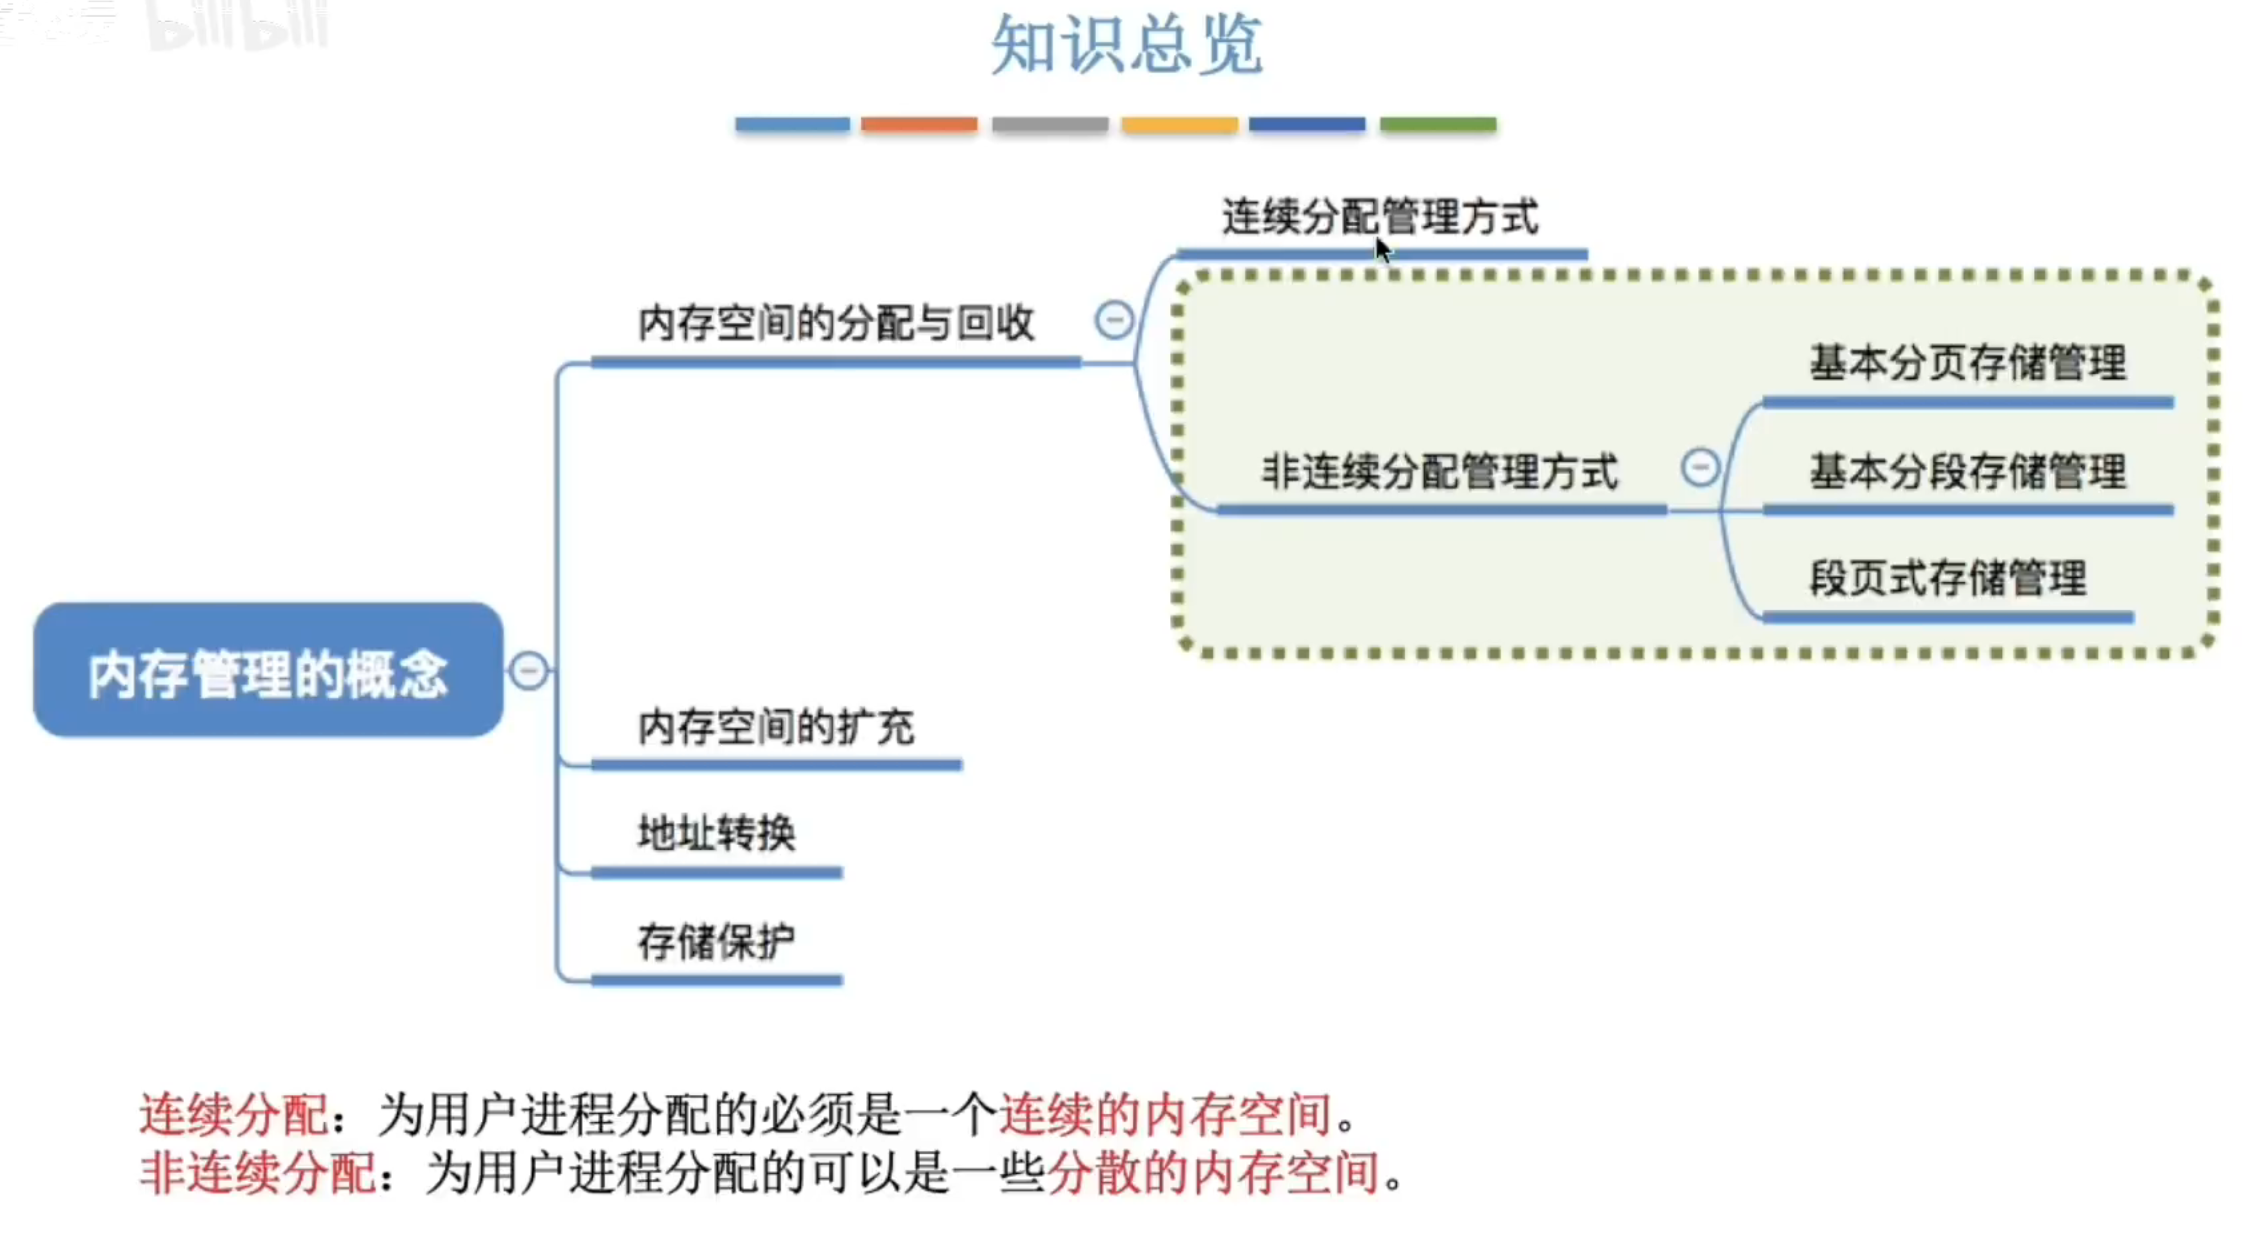 bilibili
知识总览
连续分配管理方式
内存空间的分配与回收
基本分页存储管理
非连续分配管理方式
基本分段存储管理
段页式存储管理
内存管理的概念
内存空间的扩充
地址转换
存储保护
连续分配：为用户进程分配的必须是一个连续的内存空间。
非连续分配：为用户进程分配的可以是一些分散的内存空间。